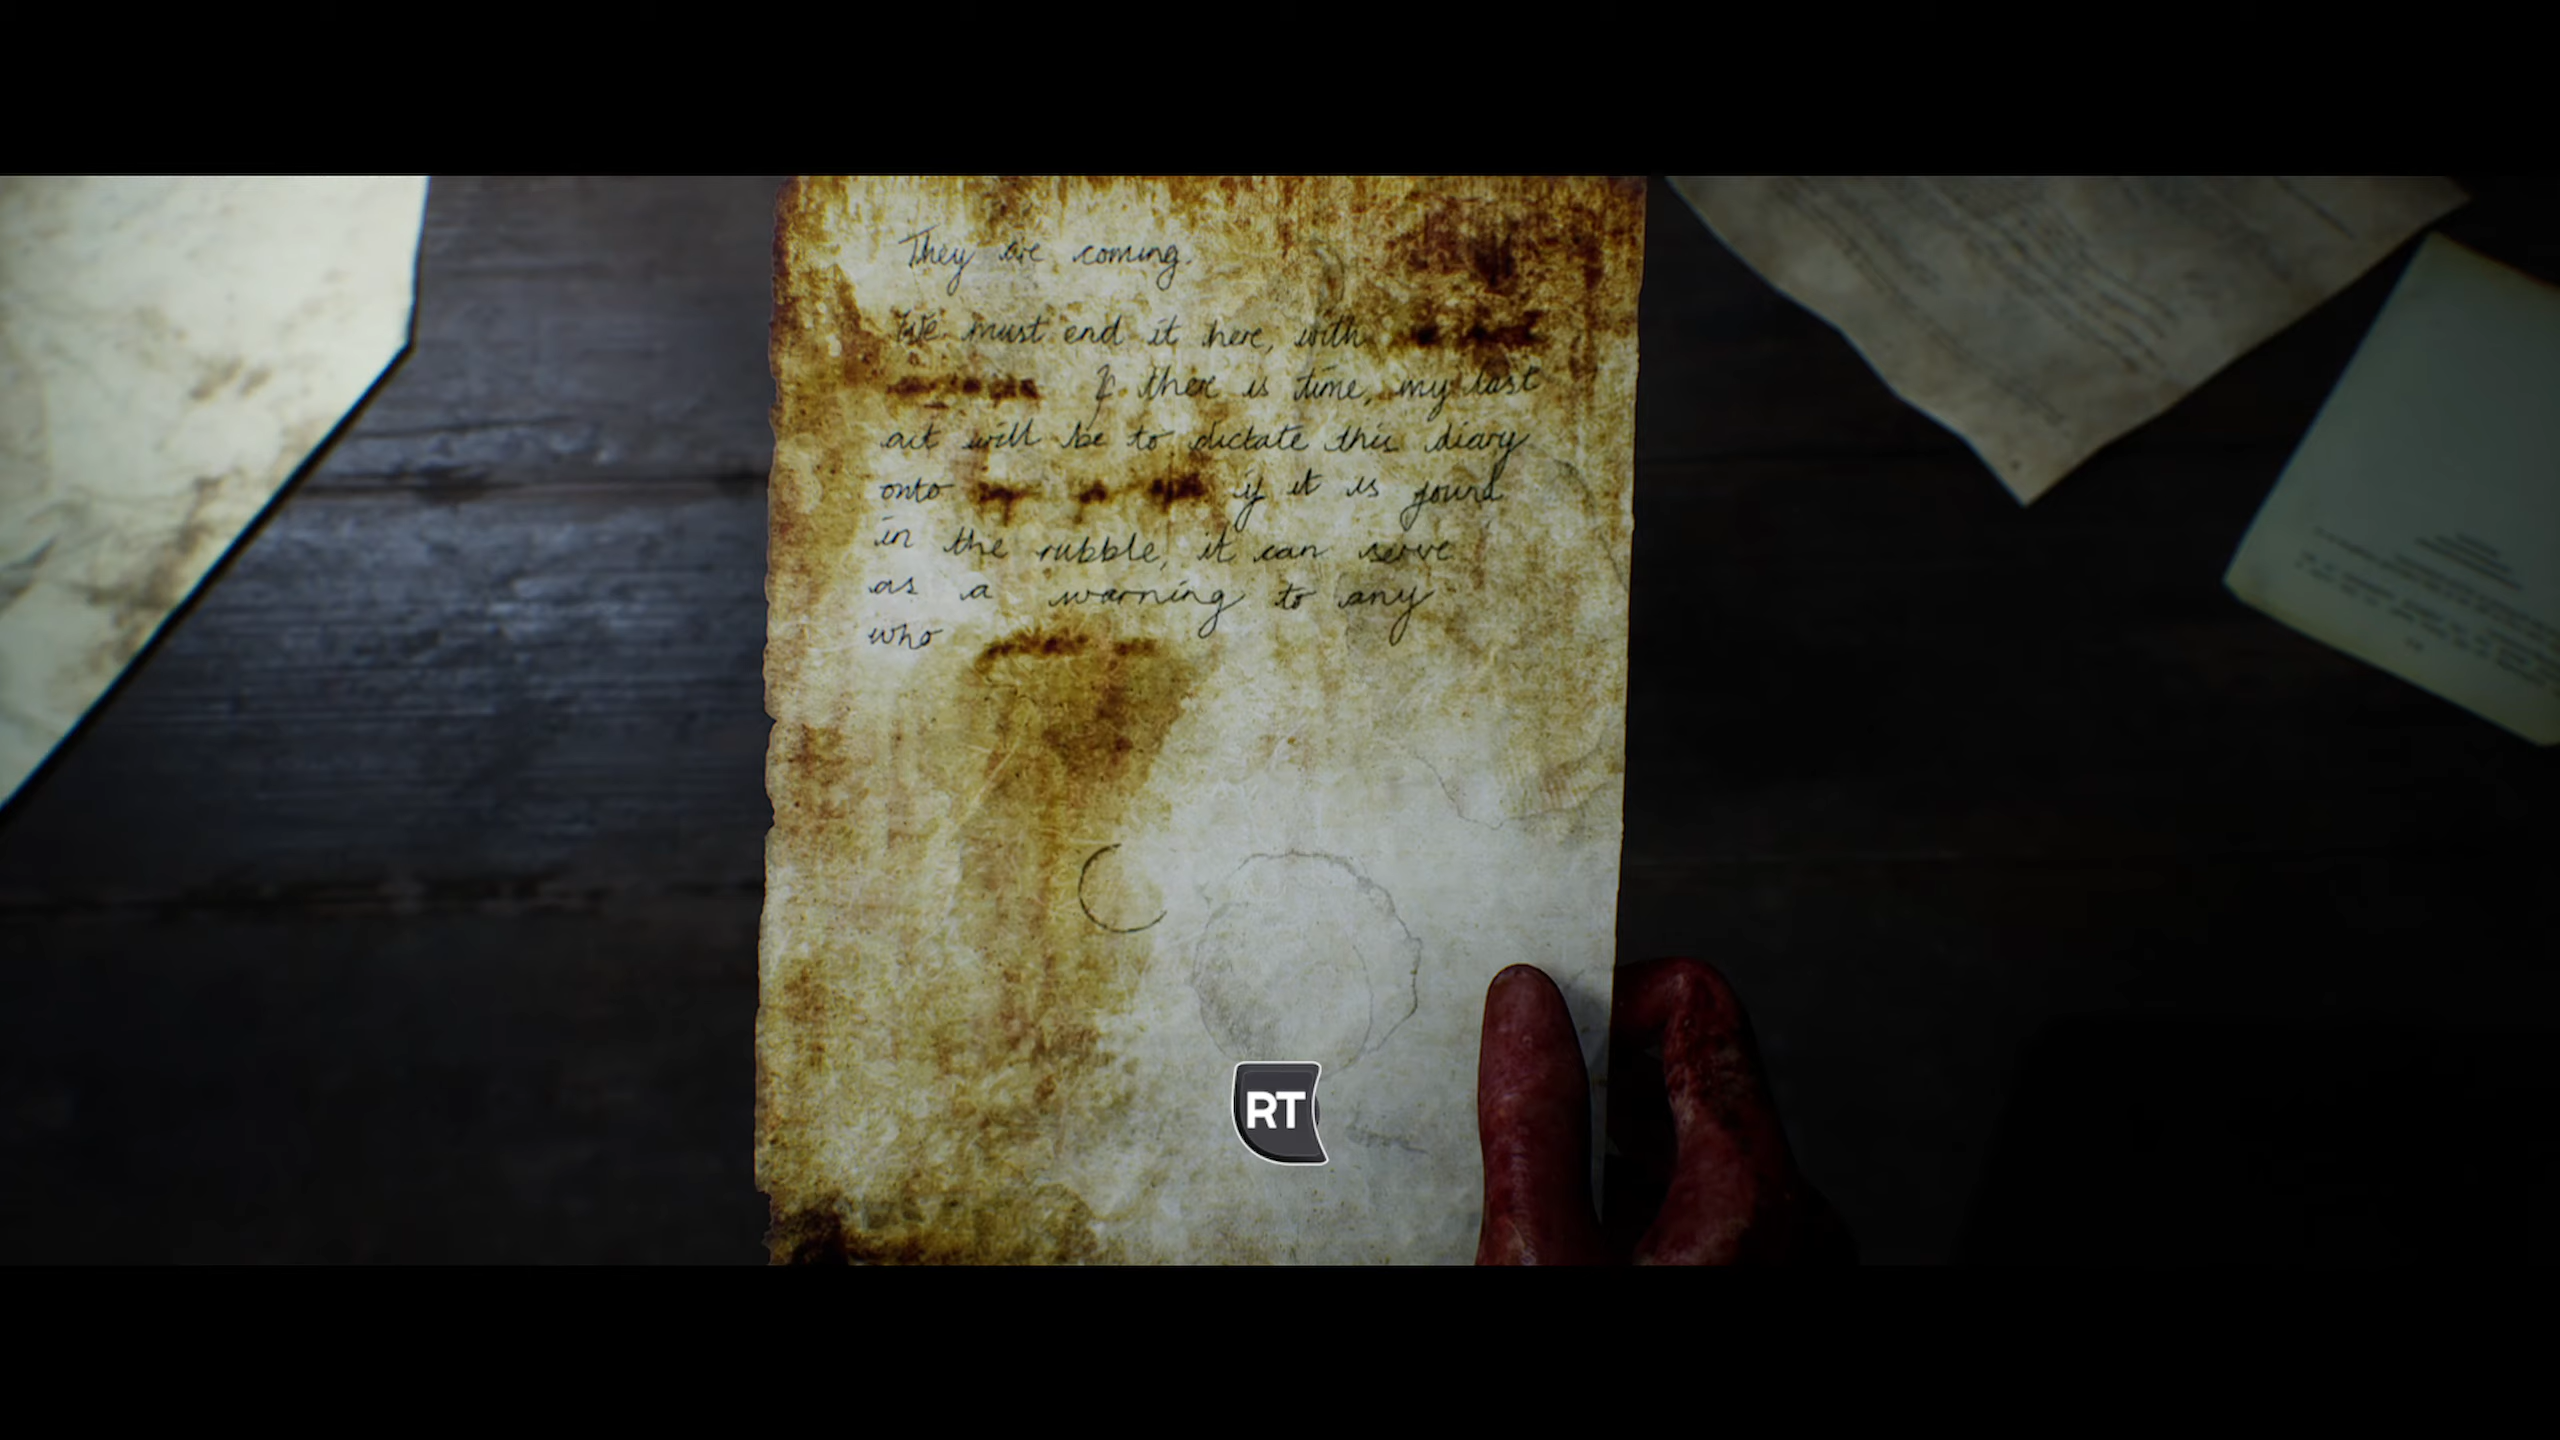 They are coming.
We must end it here, with
If there is time, my last
act will be to dictate this diary
onto if it is found
in the rubble, it can serve
as a warning to any
who
RT